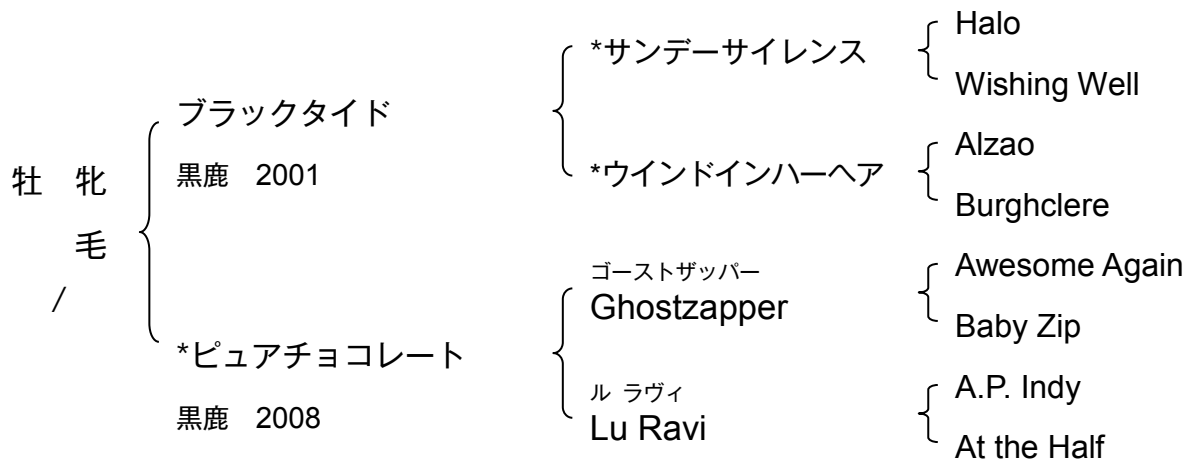 牡 牝
毛
/
ブラックタイド
黒鹿 2001
*ピュアチョコレート
黒鹿 2008
*サンデーサイレンス
*ウインドインハーヘア
ゴーストザッパー
Ghostzapper
ル ラヴィ
Lu Ravi
Halo
Wishing Well
Alzao
Burghclere
Awesome Again
Baby Zip
A.P. Indy
At the Half